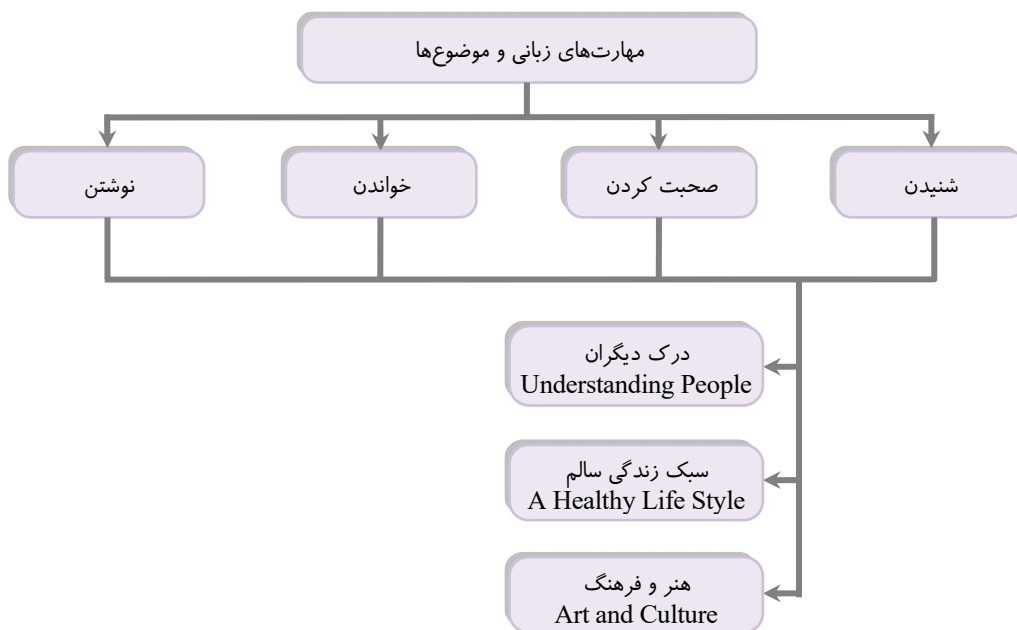 مهارت‌های زبانی و موضوع‌ها
شنیدن
صحبت کردن
خواندن
نوشتن
درک دیگران
Understanding People
سبک زندگی سالم
A Healthy Life Style
هنر و فرهنگ
Art and Culture